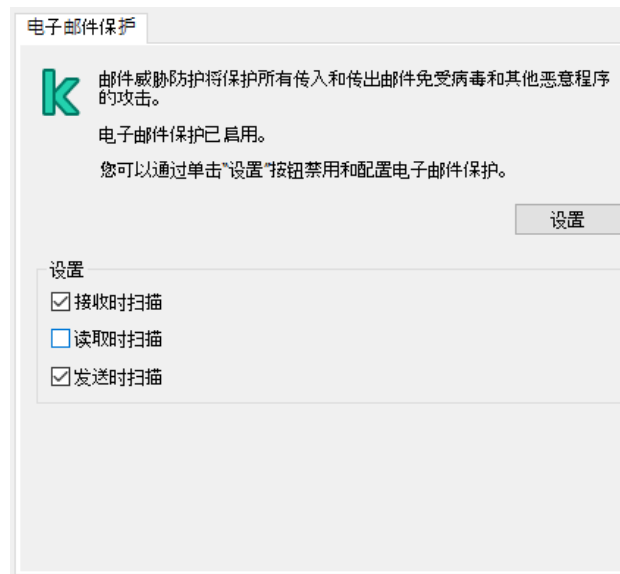 电子邮件保护
邮件威胁防护将保护所有传入和传出邮件免受病毒和其他恶意程序
的攻击。
电子邮件保护已启用。
您可以通过单击"设置"按钮禁用和配置电子邮件保护。
设置
设置
接收时扫描
读取时扫描
发送时扫描